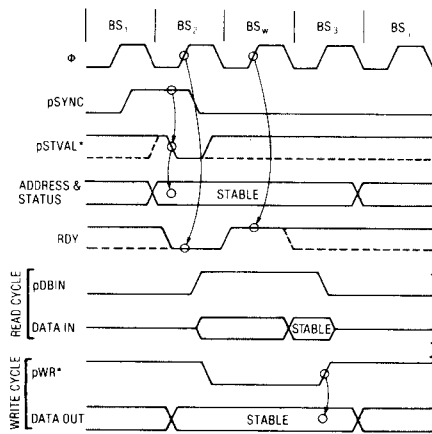 BS₁ BS₂ BSw BS₃ BS₁
Φ
pSYNC
pSTVAL*
ADDRESS &
STATUS
STABLE
RDY
READ CYCLE
pDBIN
DATA IN
STABLE
WRITE CYCLE
pWR*
DATA OUT
STABLE